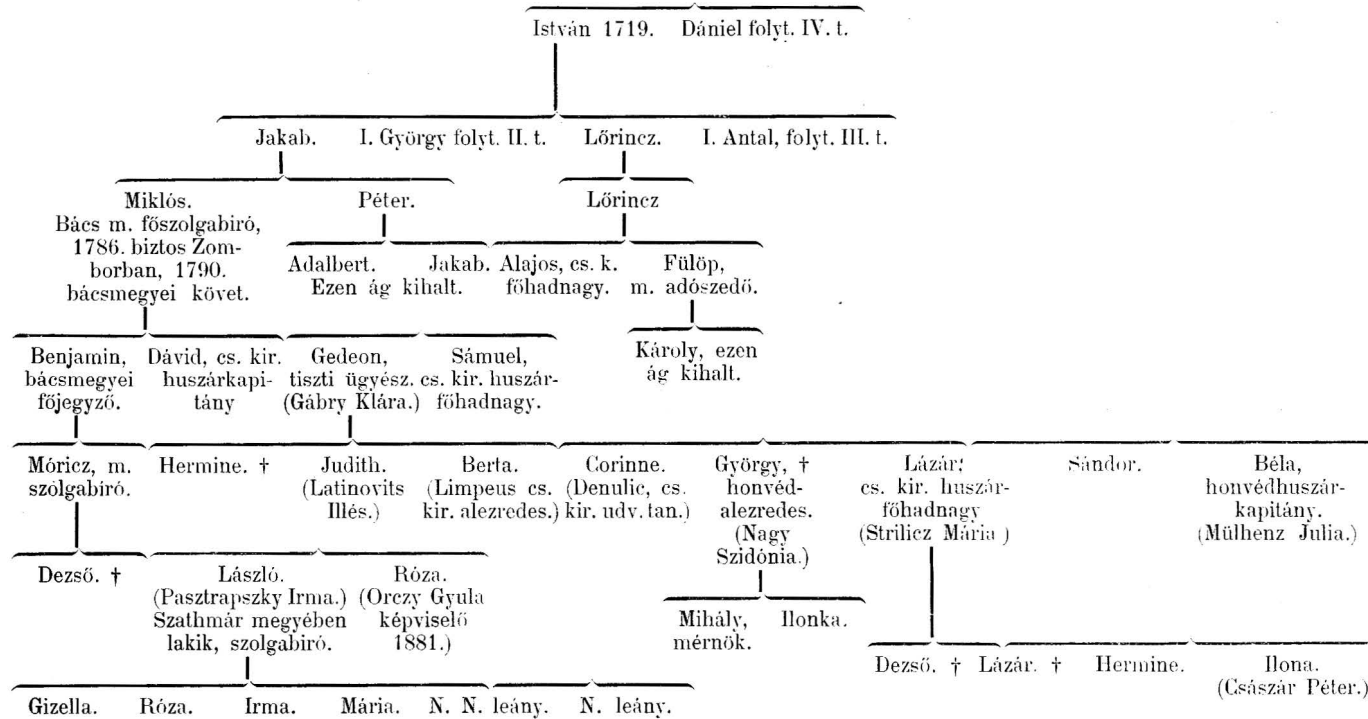 István 1719. Dániel folyt. IV. t.
Jakab. I. György folyt. II. t. Lőrincz. I. Antal, folyt. III. t.
Miklós. Péter. Lőrincz
Bács m. főszolgabiró,
1786. biztos Zom-
borban, 1790.
bácsmegyei követ.
Adalbert. Jakab. Alajos, cs. k. Fülöp,
Ezen ág kihalt. főhadnagy. m. adószedő.
Benjamin, Dávid, cs. kir. Gedeon, Sámuel, Károly, ezen
bácsmegyei huszárkapi- tiszti ügyész. cs. kir. huszár- ág kihalt.
főjegyző. tány (Gábry Klára.) főhadnagy.
Móricz, m. Hermine. † Judith. Berta. Corinne. György, † Lázár, Sándor. Béla,
szolgabiró. (Latinovits (Limpeus cs. (Denulic, cs. honvéd- cs. kir. huszár- honvédhuszár-
Illés.) kir. alezredes.) kir. udv. tan.) alezredes. főhadnagy kapitány.
(Nagy (Strilicz Mária ) (Mülhenz Julia.)
Szidónia.)
Dezső. † László. Róza.
(Pasztrapszky Irma.) (Orczy Gyula
Szathmár megyében képviselő
lakik, szolgabiró. 1881.)
Mihály, Ilonka.
mérnök.
Dezső. † Lázár. † Hermine. Ilona.
(Császár Péter.)
Gizella. Róza. Irma. Mária. N. N. leány. N. leány.